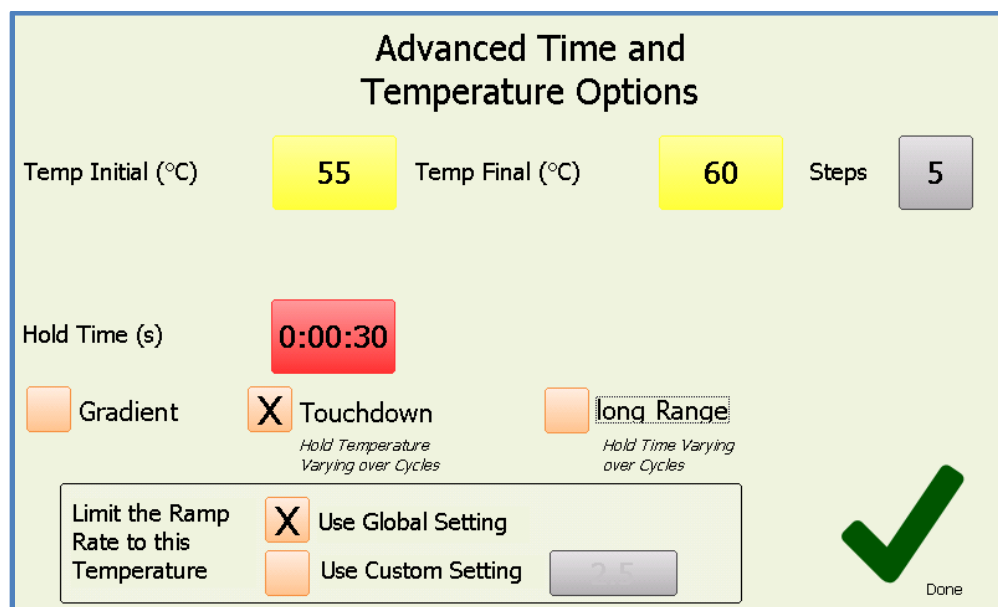 Advanced Time and
Temperature Options
Temp Initial (°C) 55 Temp Final (°C) 60 Steps 5
Hold Time (s) 0:00:30
Gradient X Touchdown long Range
Hold Temperature
Varying over Cycles
Hold Time Varying
over Cycles
Limit the Ramp
Rate to this
Temperature
X Use Global Setting
Use Custom Setting 2.5
Done